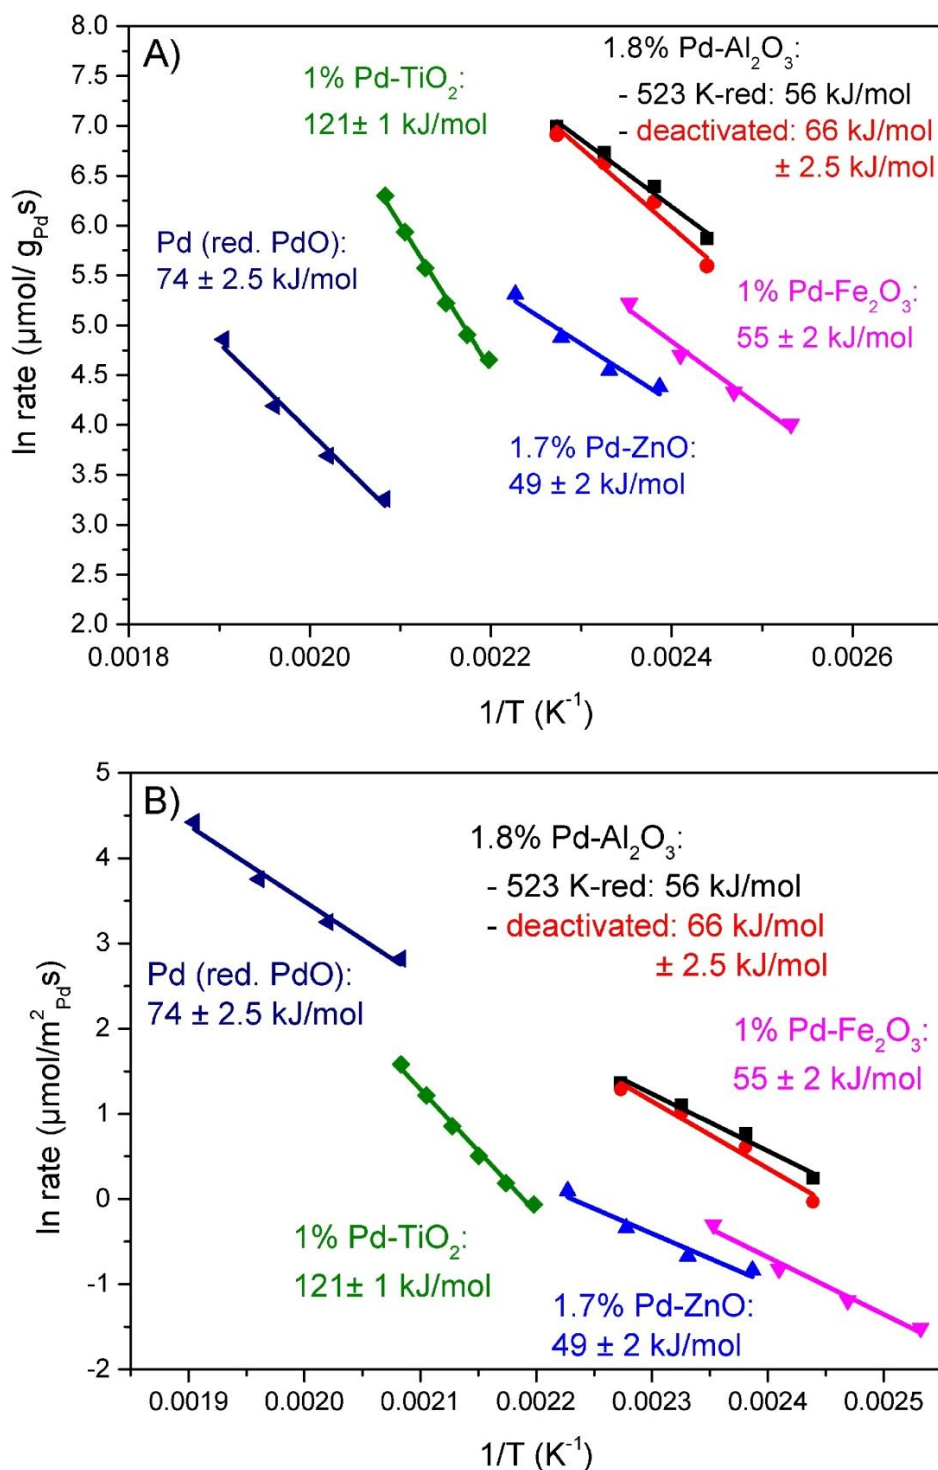 A)
1% Pd-TiO₂:
121± 1 kJ/mol
1.8% Pd-Al₂O₃:
- 523 K-red: 56 kJ/mol
- deactivated: 66 kJ/mol
± 2.5 kJ/mol
Pd (red. PdO):
74 ± 2.5 kJ/mol
1% Pd-Fe₂O₃:
55 ± 2 kJ/mol
1.7% Pd-ZnO:
49 ± 2 kJ/mol
ln rate (µmol/ g_Pd s)
8.0
7.5
7.0
6.5
6.0
5.5
5.0
4.5
4.0
3.5
3.0
2.5
2.0
0.0018 0.0020 0.0022 0.0024 0.0026
1/T (K⁻¹)
B)
1.8% Pd-Al₂O₃:
- 523 K-red: 56 kJ/mol
- deactivated: 66 kJ/mol
± 2.5 kJ/mol
Pd (red. PdO):
74 ± 2.5 kJ/mol
1% Pd-Fe₂O₃:
55 ± 2 kJ/mol
1% Pd-TiO₂:
121± 1 kJ/mol
1.7% Pd-ZnO:
49 ± 2 kJ/mol
ln rate (µmol/m²_Pd s)
5
4
3
2
1
0
-1
-2
0.0019 0.0020 0.0021 0.0022 0.0023 0.0024 0.0025
1/T (K⁻¹)